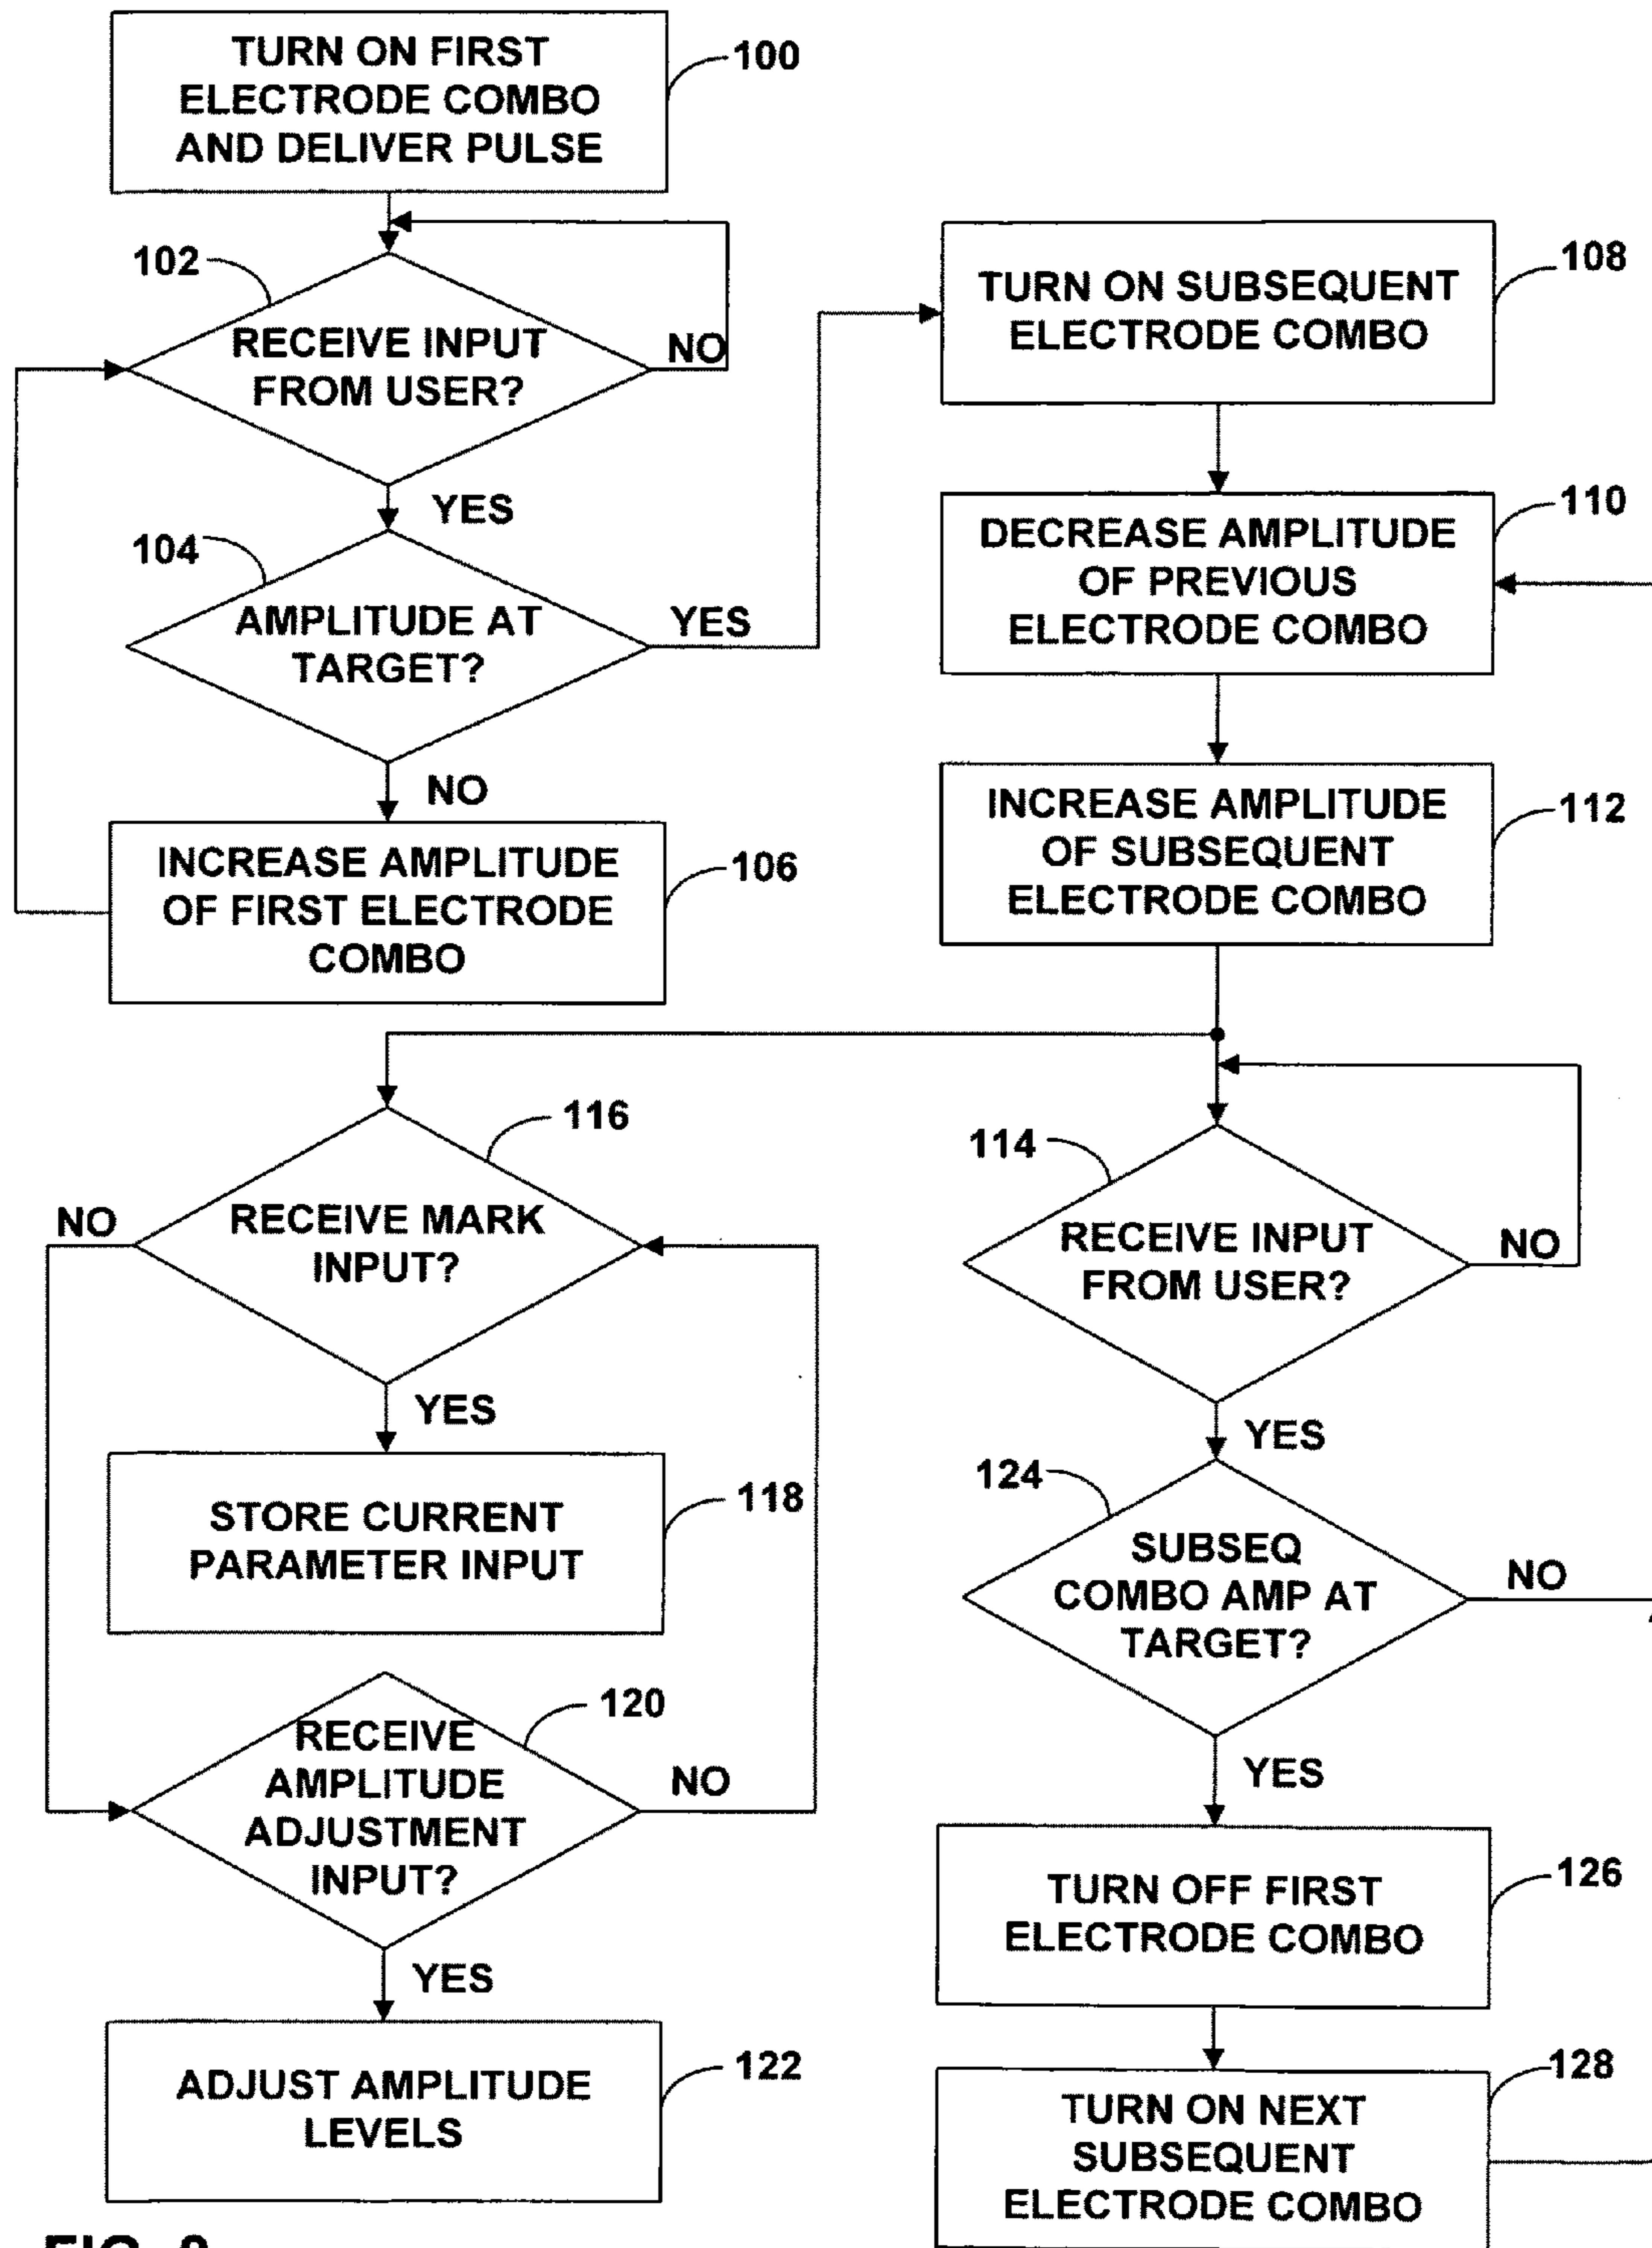 TURN ON FIRST
ELECTRODE COMBO
AND DELIVER PULSE
100
102
RECEIVE INPUT
FROM USER?
NO
YES
104
AMPLITUDE AT
TARGET?
YES
NO
INCREASE AMPLITUDE
OF FIRST ELECTRODE
COMBO
106
TURN ON SUBSEQUENT
ELECTRODE COMBO
108
DECREASE AMPLITUDE
OF PREVIOUS
ELECTRODE COMBO
110
INCREASE AMPLITUDE
OF SUBSEQUENT
ELECTRODE COMBO
112
116
RECEIVE MARK
INPUT?
NO
YES
STORE CURRENT
PARAMETER INPUT
118
120
RECEIVE
AMPLITUDE
ADJUSTMENT
INPUT?
NO
YES
ADJUST AMPLITUDE
LEVELS
122
114
RECEIVE INPUT
FROM USER?
NO
YES
124
SUBSEQ
COMBO AMP AT
TARGET?
NO
YES
TURN OFF FIRST
ELECTRODE COMBO
126
TURN ON NEXT
SUBSEQUENT
ELECTRODE COMBO
128